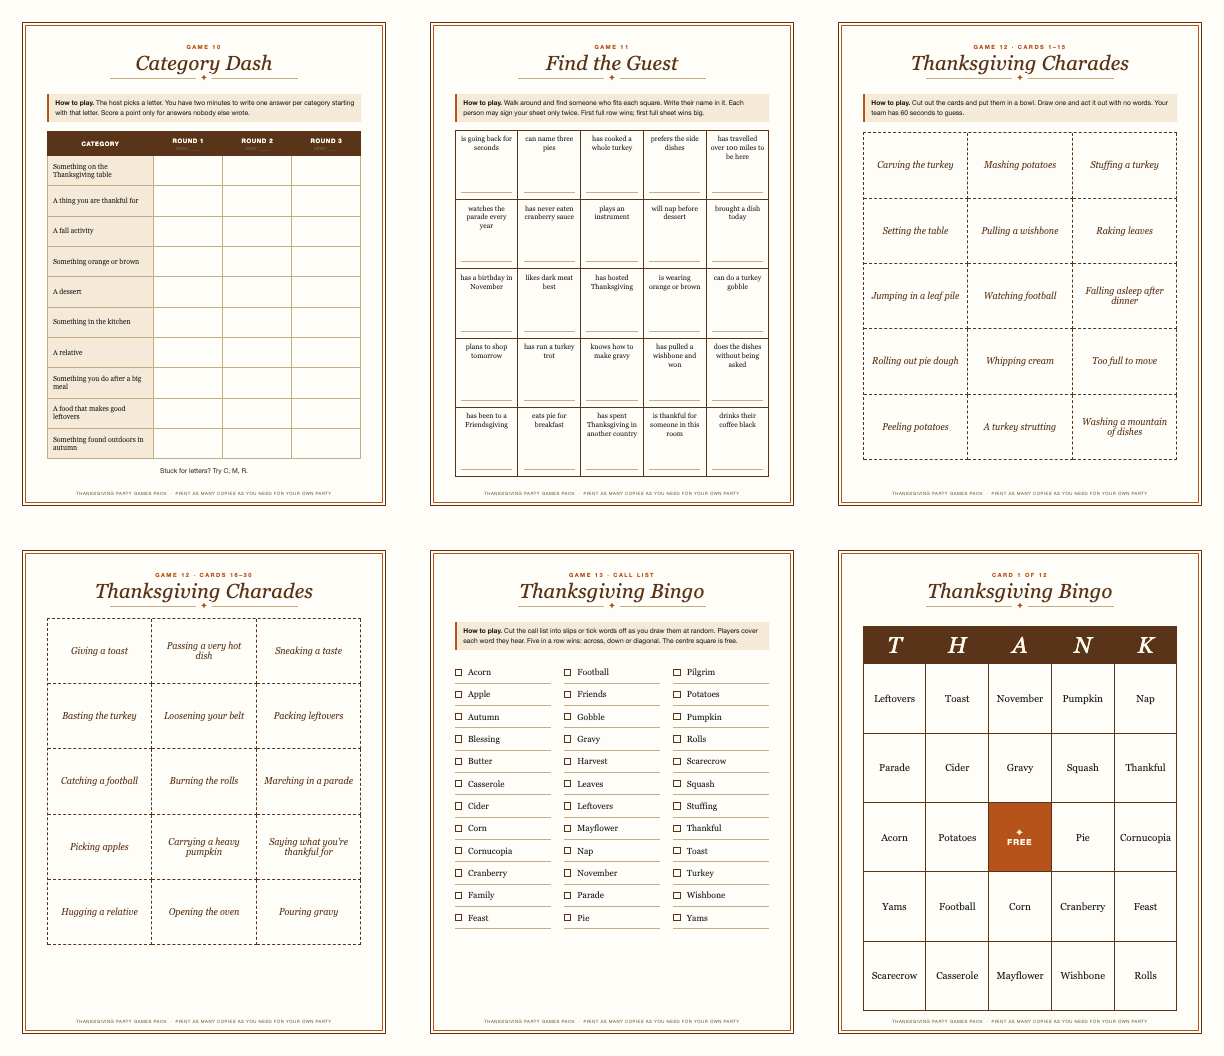 GAME 10
Category Dash
How to play. The host picks a letter. You have two minutes to write one answer per category starting
with that letter. Score a point only for answers nobody else wrote.
CATEGORY
ROUND 1
ROUND 2
ROUND 3
Something on the
Thanksgiving table
A thing you are thankful for
A fall activity
Something orange or brown
A dessert
Something in the kitchen
A relative
Something you do after a big
meal
A food that makes good
leftovers
Something found outdoors in
autumn
Stuck for letters? Try C, M, R.
THANKSGIVING PARTY GAMES PACK · PRINT AS MANY COPIES AS YOU NEED FOR YOUR OWN PARTY
GAME 11
Find the Guest
How to play. Walk around and find someone who fits each square. Write their name in it. Each
person may sign your sheet only twice. First full row wins; first full sheet wins big.
is going back for
seconds
can name three
pies
has cooked a
whole turkey
prefers the side
dishes
has travelled
over 100 miles to
be here
watches the
parade every
year
has never eaten
cranberry sauce
plays an
instrument
will nap before
dessert
brought a dish
today
has a birthday in
November
likes dark meat
best
has hosted
Thanksgiving
is wearing
orange or brown
can do a turkey
gobble
plans to shop
tomorrow
has run a turkey
trot
knows how to
make gravy
has pulled a
wishbone and
won
does the dishes
without being
asked
has been to a
Friendsgiving
eats pie for
breakfast
has spent
Thanksgiving in
another country
is thankful for
someone in this
room
drinks their
coffee black
THANKSGIVING PARTY GAMES PACK · PRINT AS MANY COPIES AS YOU NEED FOR YOUR OWN PARTY
GAME 12 · CARDS 1–15
Thanksgiving Charades
How to play. Cut out the cards and put them in a bowl. Draw one and act it out with no words. Your
team has 60 seconds to guess.
Carving the turkey
Mashing potatoes
Stuffing a turkey
Setting the table
Pulling a wishbone
Raking leaves
Jumping in a leaf pile
Watching football
Falling asleep after
dinner
Rolling out pie dough
Whipping cream
Too full to move
Peeling potatoes
A turkey strutting
Washing a mountain
of dishes
THANKSGIVING PARTY GAMES PACK · PRINT AS MANY COPIES AS YOU NEED FOR YOUR OWN PARTY
GAME 12 · CARDS 16–30
Thanksgiving Charades
Giving a toast
Passing a very hot
dish
Sneaking a taste
Basting the turkey
Loosening your belt
Packing leftovers
Catching a football
Burning the rolls
Marching in a parade
Picking apples
Carrying a heavy
pumpkin
Saying what you're
thankful for
Hugging a relative
Opening the oven
Pouring gravy
THANKSGIVING PARTY GAMES PACK · PRINT AS MANY COPIES AS YOU NEED FOR YOUR OWN PARTY
GAME 13 · CALL LIST
Thanksgiving Bingo
How to play. Cut the call list into slips or tick words off as you draw them at random. Players cover
each word they hear. Five in a row wins: across, down or diagonal. The centre square is free.
Acorn
Apple
Autumn
Blessing
Butter
Casserole
Cider
Corn
Cornucopia
Cranberry
Family
Feast
Football
Friends
Gobble
Gravy
Harvest
Leaves
Leftovers
Mayflower
Nap
November
Parade
Pie
Pilgrim
Potatoes
Pumpkin
Rolls
Scarecrow
Squash
Stuffing
Thankful
Toast
Turkey
Wishbone
Yams
THANKSGIVING PARTY GAMES PACK · PRINT AS MANY COPIES AS YOU NEED FOR YOUR OWN PARTY
CARD 1 OF 12
Thanksgiving Bingo
T H A N K
Leftovers
Toast
November
Pumpkin
Nap
Parade
Cider
Gravy
Squash
Thankful
Acorn
Potatoes
FREE
Pie
Cornucopia
Yams
Football
Corn
Cranberry
Feast
Scarecrow
Casserole
Mayflower
Wishbone
Rolls
THANKSGIVING PARTY GAMES PACK · PRINT AS MANY COPIES AS YOU NEED FOR YOUR OWN PARTY